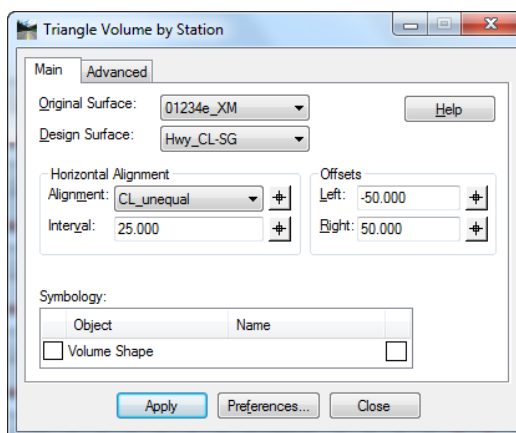 Triangle Volume by Station
Main Advanced
Original Surface: 01234e_XM Help
Design Surface: Hwy_CL-SG
Horizontal Alignment Offsets
Alignment: CL_unequal Left: -50.000
Interval: 25.000 Right: 50.000
Symbology:
Object Name
Volume Shape
Apply Preferences... Close